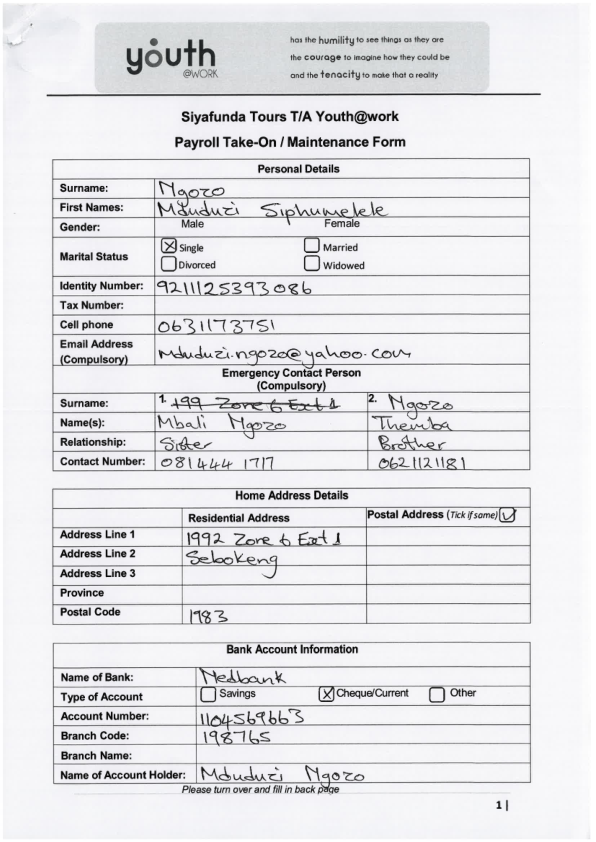 youth
@WORK
has the humility to see things as they are
the courage to imagine how they could be
and the tenacity to make that a reality
Siyafunda Tours T/A Youth@work
Payroll Take-On / Maintenance Form
Personal Details
Surname: Ngozo
First Names: Mduduzi Siphumelele
Gender: Male Female
Marital Status
Single Married
Divorced Widowed
Identity Number: 9211125393086
Tax Number:
Cell phone 0631173751
Email Address
(Compulsory) mduduzi.ngozo@yahoo.com
Emergency Contact Person
(Compulsory)
Surname: 1. 199 Zone 6 Ext 1 2. Ngozo
Name(s): Mbali Ngozo Themba
Relationship: Sister Brother
Contact Number: 081444 1717 0621121181
Home Address Details
Residential Address Postal Address (Tick if same)
Address Line 1 1992 Zone 6 Ext 1
Address Line 2 Sebokeng
Address Line 3
Province
Postal Code 1983
Bank Account Information
Name of Bank: Nedbank
Type of Account Savings Cheque/Current Other
Account Number: 1104569663
Branch Code: 198765
Branch Name:
Name of Account Holder: Mduduzi Ngozo
Please turn over and fill in back page
1 |